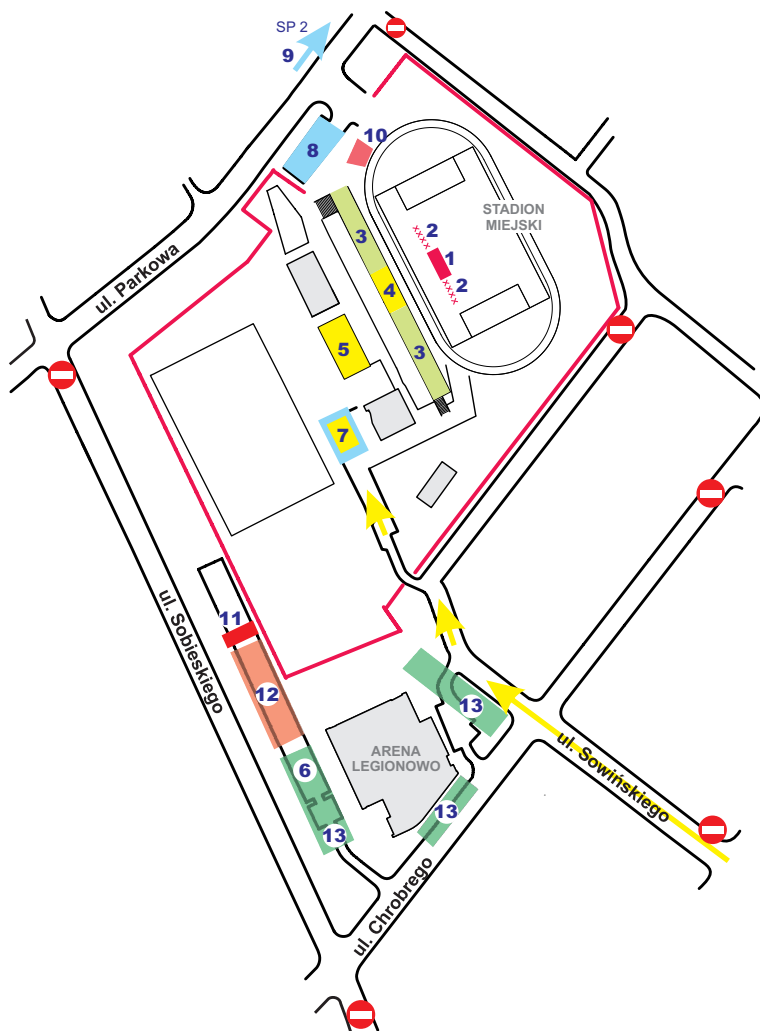 SP 2
9
10
8
STADION
MIEJSKI
2
3
1
2
4
ul. Parkowa
5
3
7
ul. Sobieskiego
11
12
13
ARENA
LEGIONOWO
ul. Sowińskiego
6
13
13
ul. Chrobrego